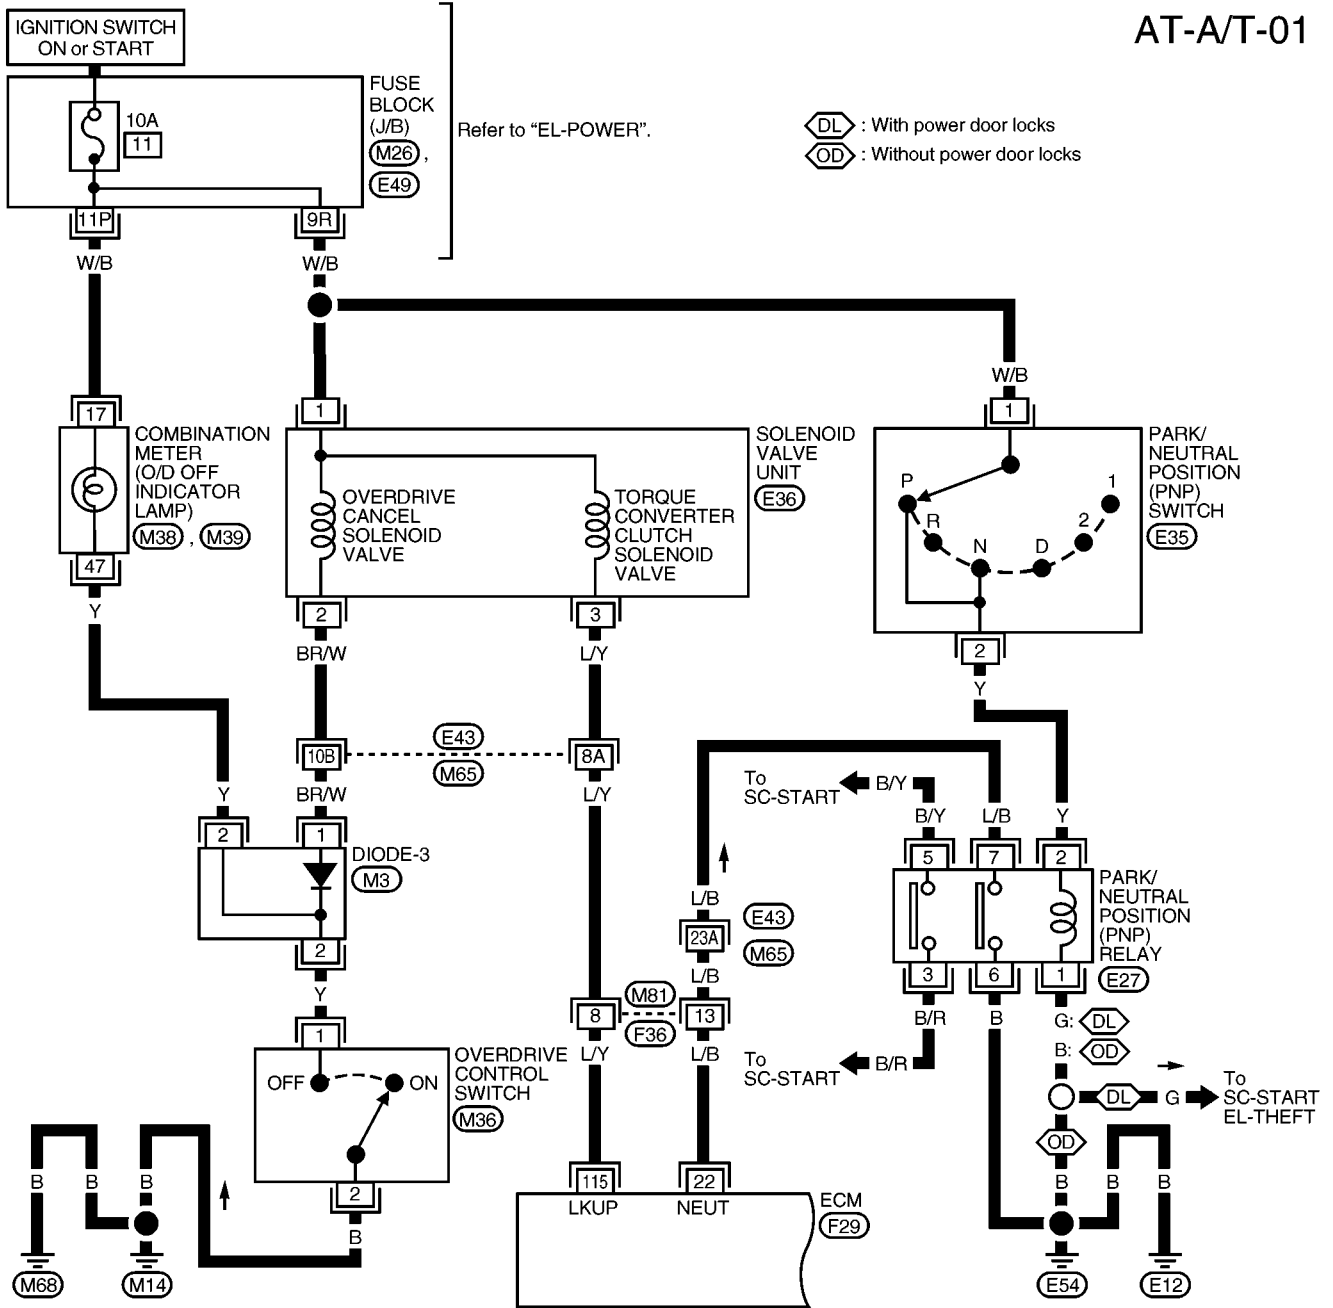 AT-A/T-01
IGNITION SWITCH
ON or START
FUSE
BLOCK
(J/B)
M26 ,
E49
10A
11
Refer to “EL-POWER”.
DL : With power door locks
OD : Without power door locks
11P
9R
W/B
W/B
W/B
17
1
1
COMBINATION
METER
(O/D OFF
INDICATOR
LAMP)
M38 , M39
OVERDRIVE
CANCEL
SOLENOID
VALVE
TORQUE
CONVERTER
CLUTCH
SOLENOID
VALVE
SOLENOID
VALVE
UNIT
E36
P
R
N
D
2
1
PARK/
NEUTRAL
POSITION
(PNP)
SWITCH
E35
47
2
3
2
Y
BR/W
L/Y
Y
10B
E43
M65
8A
Y
BR/W
L/Y
To
SC-START
B/Y
B/Y
L/B
Y
2
1
DIODE-3
M3
5
7
2
PARK/
NEUTRAL
POSITION
(PNP)
RELAY
E27
L/B
23A
E43
M65
L/B
2
Y
3
6
1
8
M81
F36
13
B/R
B
G: DL
B: OD
1
L/Y
L/B
To
SC-START
B/R
OFF
ON
OVERDRIVE
CONTROL
SWITCH
M36
DL
G
To
SC-START
EL-THEFT
OD
B
B
B
2
B
115
22
B
B
B
LKUP
NEUT
ECM
F29
M68
M14
E54
E12